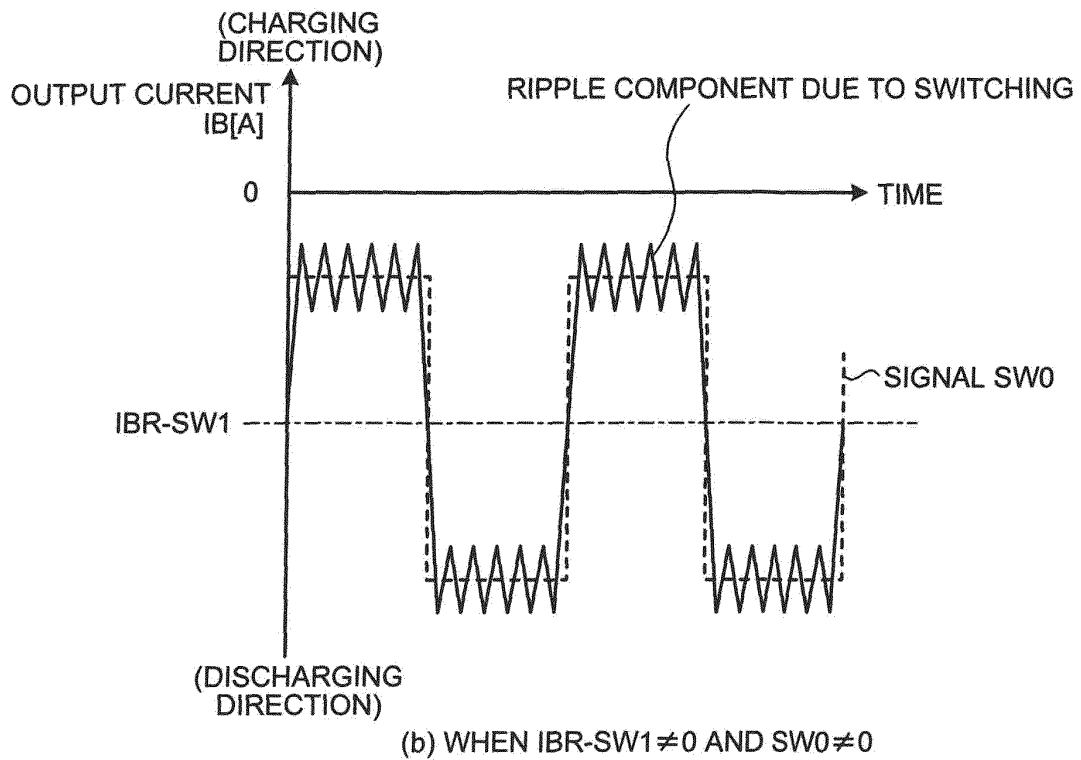 (CHARGING
DIRECTION)
OUTPUT CURRENT
IB[A]
RIPPLE COMPONENT DUE TO SWITCHING
0
TIME
SIGNAL SW0
IBR-SW1
(DISCHARGING
DIRECTION)
(b) WHEN IBR-SW1≠0 AND SW0≠0